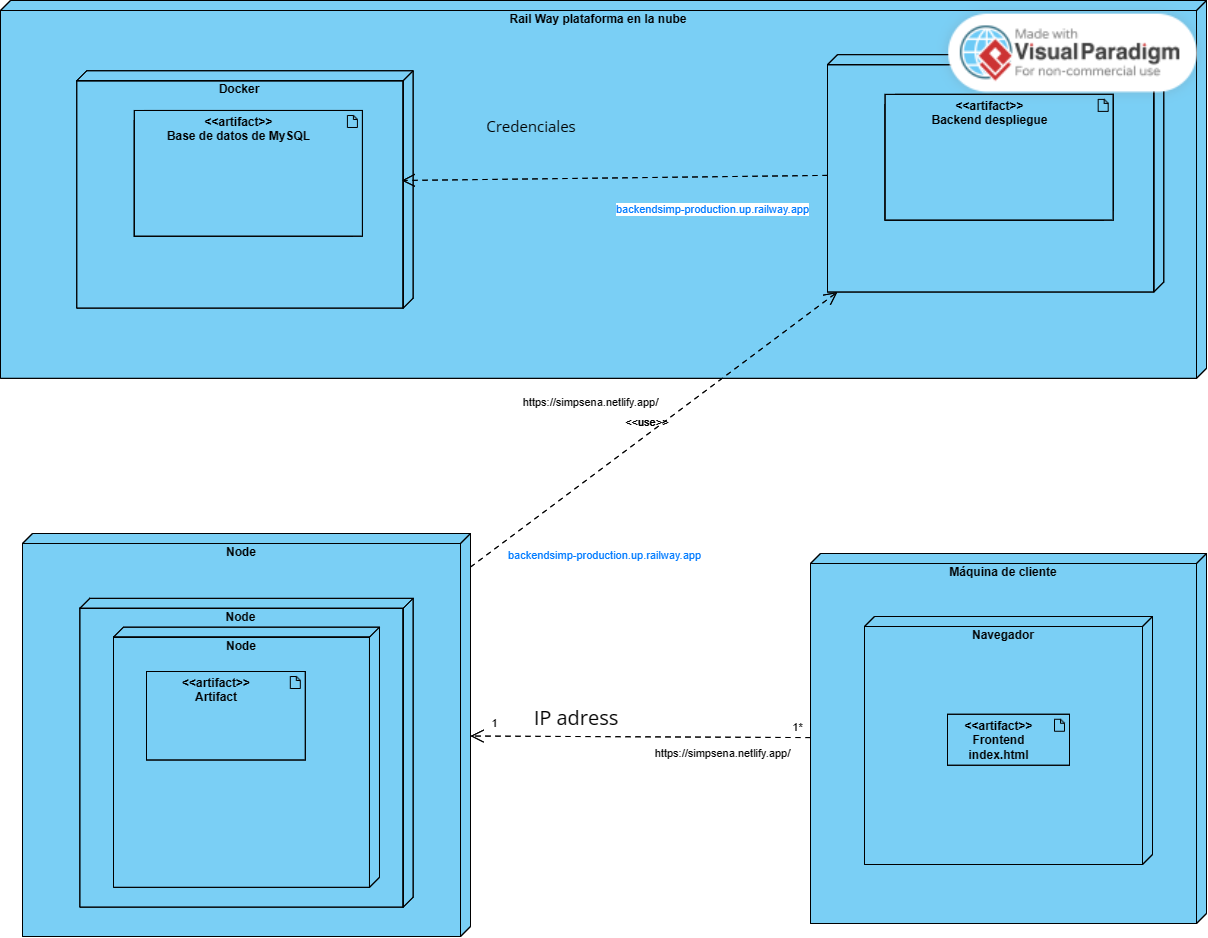 Rail Way plataforma en la nube
Made with
VisualParadigm
For non-commercial use
Docker
<<artifact>>
Base de datos de MySQL
Credenciales
<<artifact>>
Backend despliegue
backendsimp-production.up.railway.app
https://simpsena.netlify.app/
<<use>>
backendsimp-production.up.railway.app
Node
Node
Node
<<artifact>>
Artifact
Máquina de cliente
Navegador
<<artifact>>
Frontend
index.html
1
IP adress
1*
https://simpsena.netlify.app/